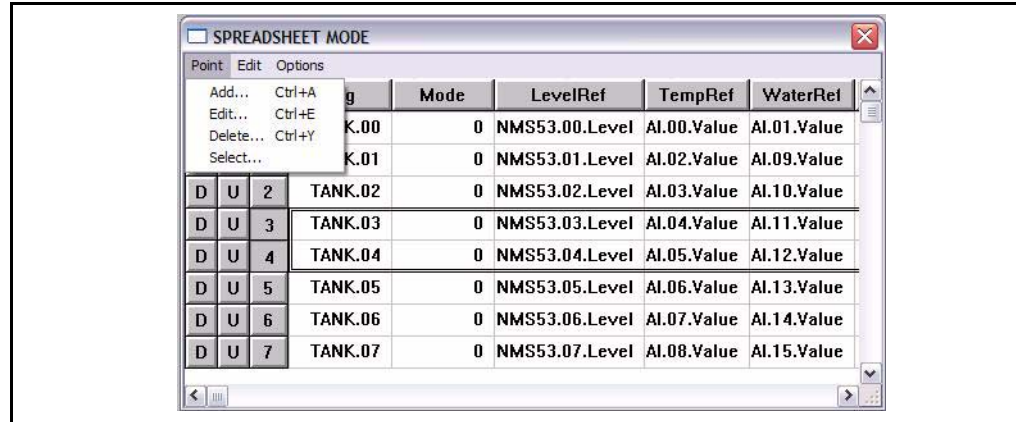 SPREADSHEET MODE
Point Edit Options
Add... Ctrl+A
Edit... Ctrl+E
Delete... Ctrl+Y
Select...
g Mode LevelRef TempRef WaterRef
K.00 0 NMS53.00.Level AI.00.Value AI.01.Value
K.01 0 NMS53.01.Level AI.02.Value AI.09.Value
D U 2 TANK.02 0 NMS53.02.Level AI.03.Value AI.10.Value
D U 3 TANK.03 0 NMS53.03.Level AI.04.Value AI.11.Value
D U 4 TANK.04 0 NMS53.04.Level AI.05.Value AI.12.Value
D U 5 TANK.05 0 NMS53.05.Level AI.06.Value AI.13.Value
D U 6 TANK.06 0 NMS53.06.Level AI.07.Value AI.14.Value
D U 7 TANK.07 0 NMS53.07.Level AI.08.Value AI.15.Value